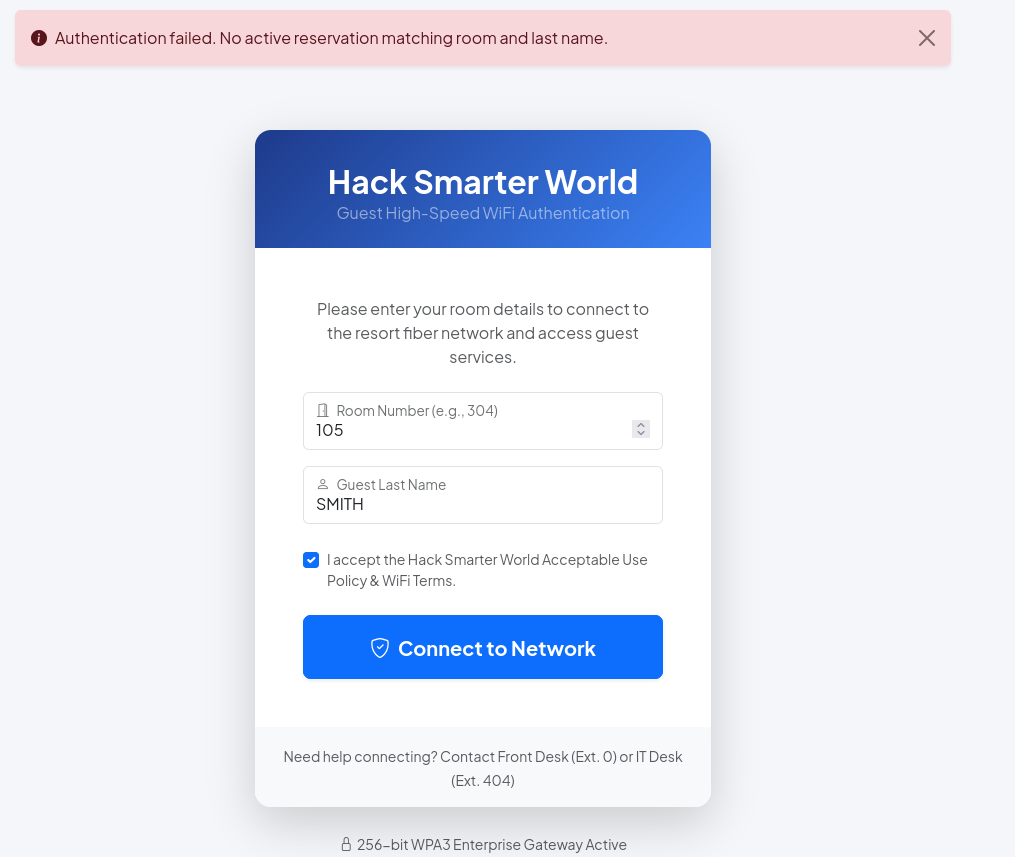 Authentication failed. No active reservation matching room and last name.
Hack Smarter World
Guest High-Speed WiFi Authentication
Please enter your room details to connect to
the resort fiber network and access guest
services.
Room Number (e.g., 304)
105
Guest Last Name
SMITH
I accept the Hack Smarter World Acceptable Use
Policy & WiFi Terms.
Connect to Network
Need help connecting? Contact Front Desk (Ext. 0) or IT Desk
(Ext. 404)
256-bit WPA3 Enterprise Gateway Active